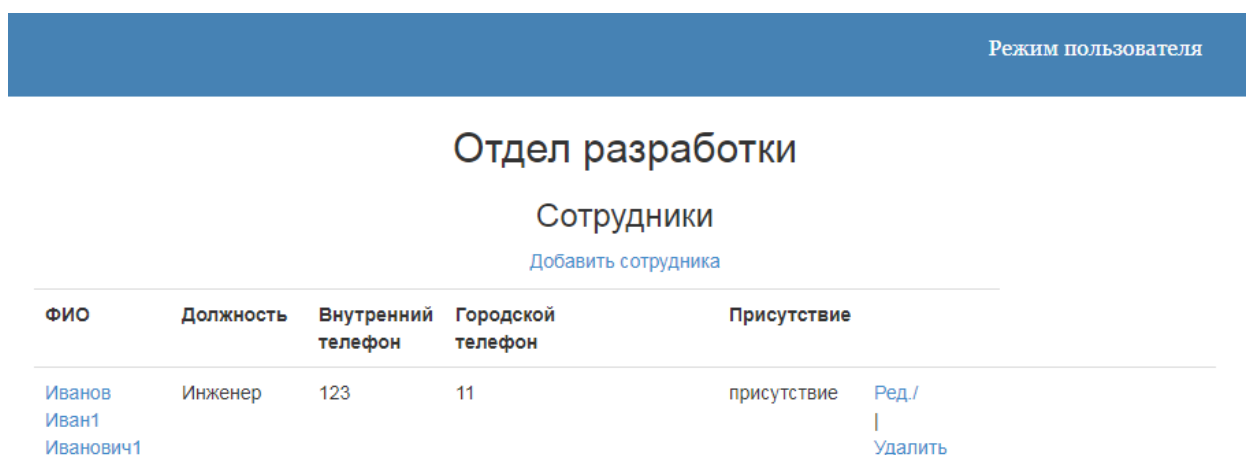 Режим пользователя
Отдел разработки
Сотрудники
Добавить сотрудника
ФИО Должность Внутренний телефон Городской телефон Присутствие
Иванов Иван1 Иванович1 Инженер 123 11 присутствие Ред./ | Удалить